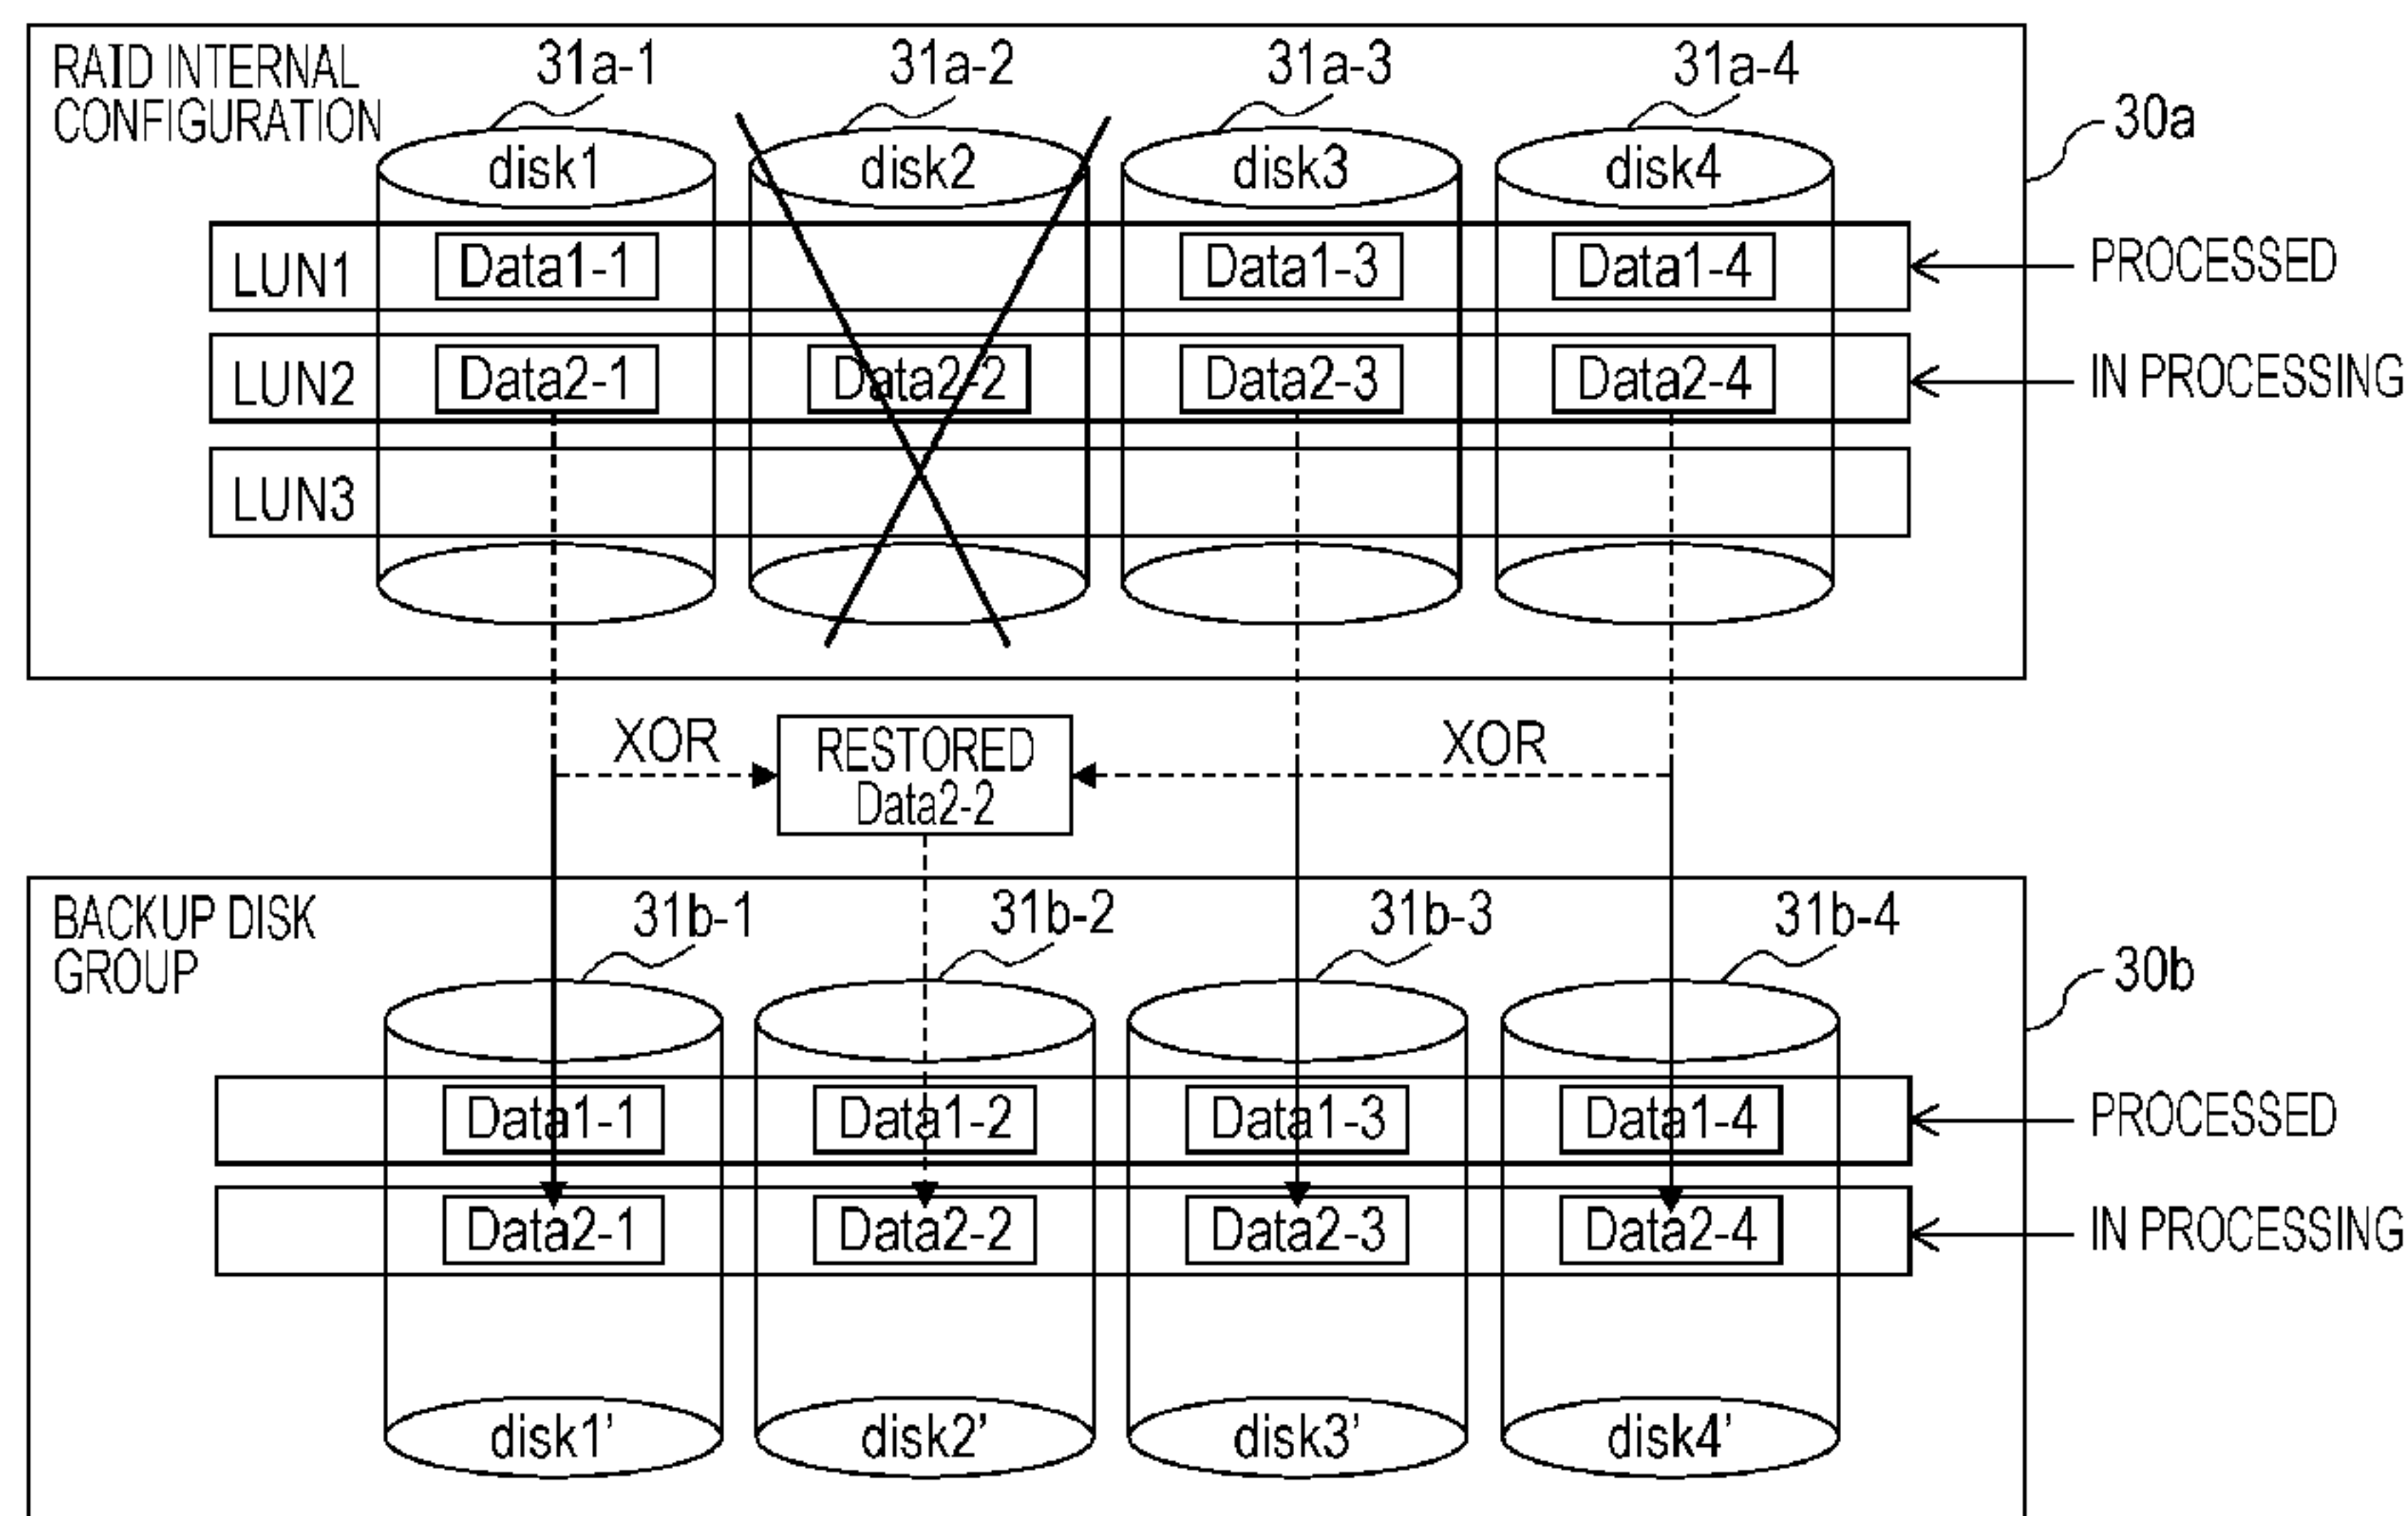 RAID INTERNAL
CONFIGURATION
31a-1 31a-2 31a-3 31a-4
30a
disk1 disk2 disk3 disk4
LUN1 Data1-1 Data1-3 Data1-4 PROCESSED
LUN2 Data2-1 Data2-2 Data2-3 Data2-4 IN PROCESSING
LUN3
XOR RESTORED XOR
Data2-2
BACKUP DISK
GROUP
31b-1 31b-2 31b-3 31b-4
30b
Data1-1 Data1-2 Data1-3 Data1-4 PROCESSED
Data2-1 Data2-2 Data2-3 Data2-4 IN PROCESSING
disk1’ disk2’ disk3’ disk4’